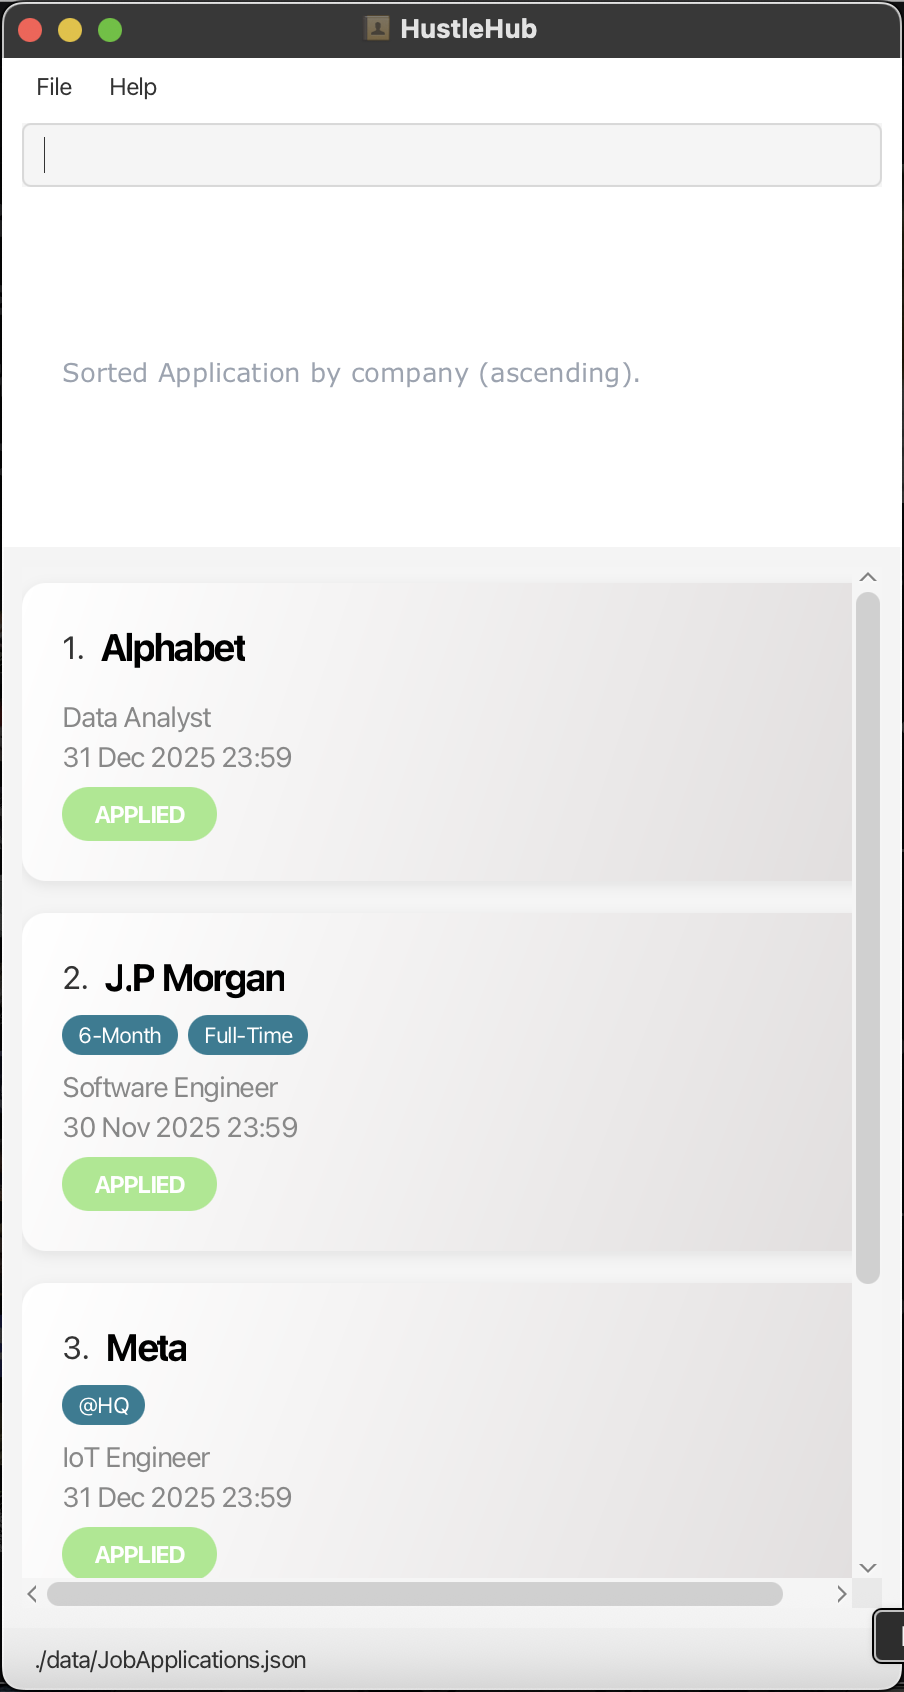 HustleHub
File Help
Sorted Application by company (ascending).
1. Alphabet
Data Analyst
31 Dec 2025 23:59
APPLIED
2. J.P Morgan
6-Month Full-Time
Software Engineer
30 Nov 2025 23:59
APPLIED
3. Meta
@HQ
IoT Engineer
31 Dec 2025 23:59
APPLIED
./data/JobApplications.json